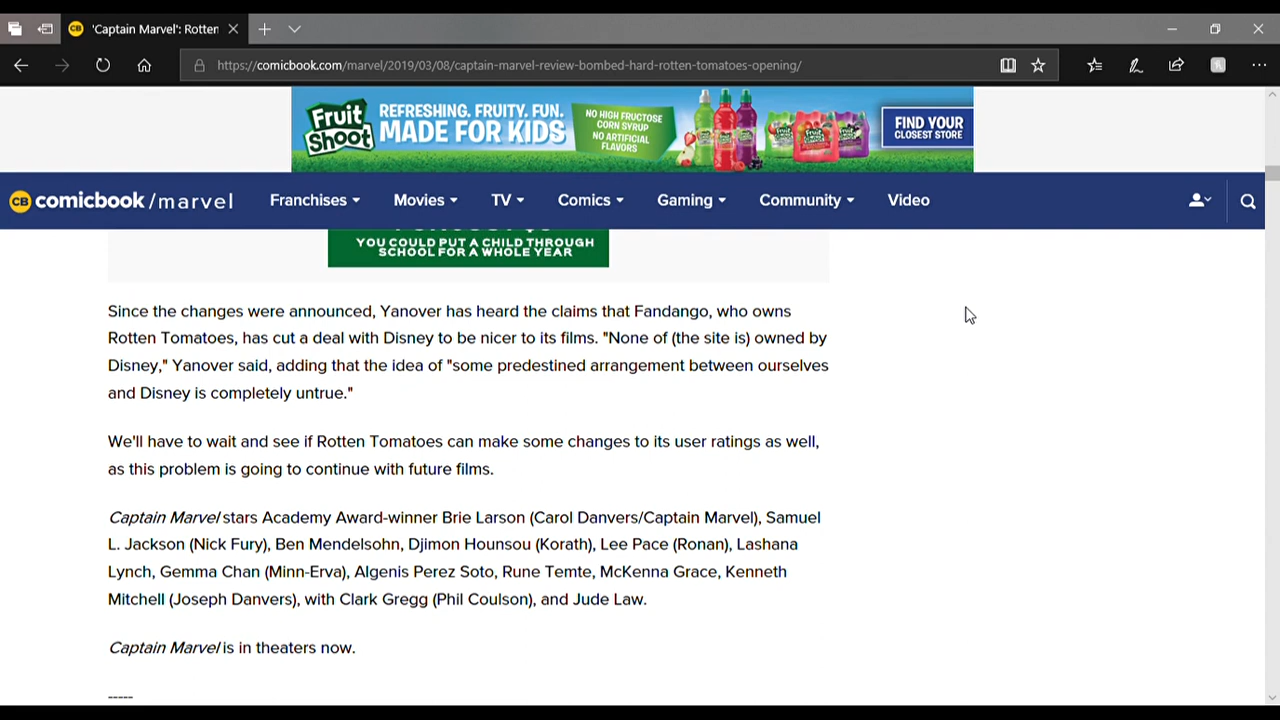 'Captain Marvel': Rotten
https://comicbook.com/marvel/2019/03/08/captain-marvel-review-bombed-hard-rotten-tomatoes-opening/
Fruit Shoot
REFRESHING. FRUITY. FUN.
MADE FOR KIDS
NO HIGH FRUCTOSE
CORN SYRUP
NO ARTIFICIAL
FLAVORS
FIND YOUR
CLOSEST STORE
CB comicbook /marvel Franchises Movies TV Comics Gaming Community Video
YOU COULD PUT A CHILD THROUGH
SCHOOL FOR A WHOLE YEAR
Since the changes were announced, Yanover has heard the claims that Fandango, who owns
Rotten Tomatoes, has cut a deal with Disney to be nicer to its films. "None of (the site is) owned by
Disney," Yanover said, adding that the idea of "some predestined arrangement between ourselves
and Disney is completely untrue."
We'll have to wait and see if Rotten Tomatoes can make some changes to its user ratings as well,
as this problem is going to continue with future films.
Captain Marvel stars Academy Award-winner Brie Larson (Carol Danvers/Captain Marvel), Samuel
L. Jackson (Nick Fury), Ben Mendelsohn, Djimon Hounsou (Korath), Lee Pace (Ronan), Lashana
Lynch, Gemma Chan (Minn-Erva), Algenis Perez Soto, Rune Temte, McKenna Grace, Kenneth
Mitchell (Joseph Danvers), with Clark Gregg (Phil Coulson), and Jude Law.
Captain Marvel is in theaters now.
-----